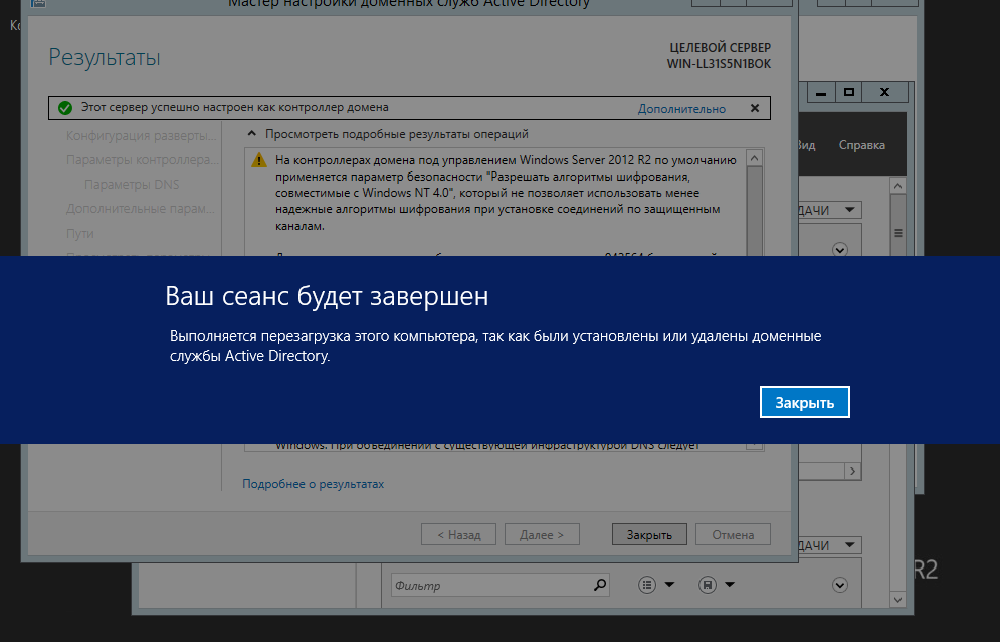 Мастер настройки доменных служб Active Directory
Результаты
ЦЕЛЕВОЙ СЕРВЕР
WIN-LL31S5N1BOK
Этот сервер успешно настроен как контроллер домена
Дополнительно
Конфигурация разверты...
Параметры контроллера...
Параметры DNS
Дополнительные парам...
Пути
Просмотреть подробные результаты операций
На контроллерах домена под управлением Windows Server 2012 R2 по умолчанию
применяется параметр безопасности "Разрешать алгоритмы шифрования,
совместимые с Windows NT 4.0", который не позволяет использовать менее
надежные алгоритмы шифрования при установке соединений по защищенным
каналам.
Вид
Справка
ДАЧИ
Ваш сеанс будет завершен
Выполняется перезагрузка этого компьютера, так как были установлены или удалены доменные
службы Active Directory.
Закрыть
Windows. При объединении с существующей инфраструктурой DNS следует
Подробнее о результатах
< Назад
Далее >
Закрыть
Отмена
ДАЧИ
Фильтр
R2